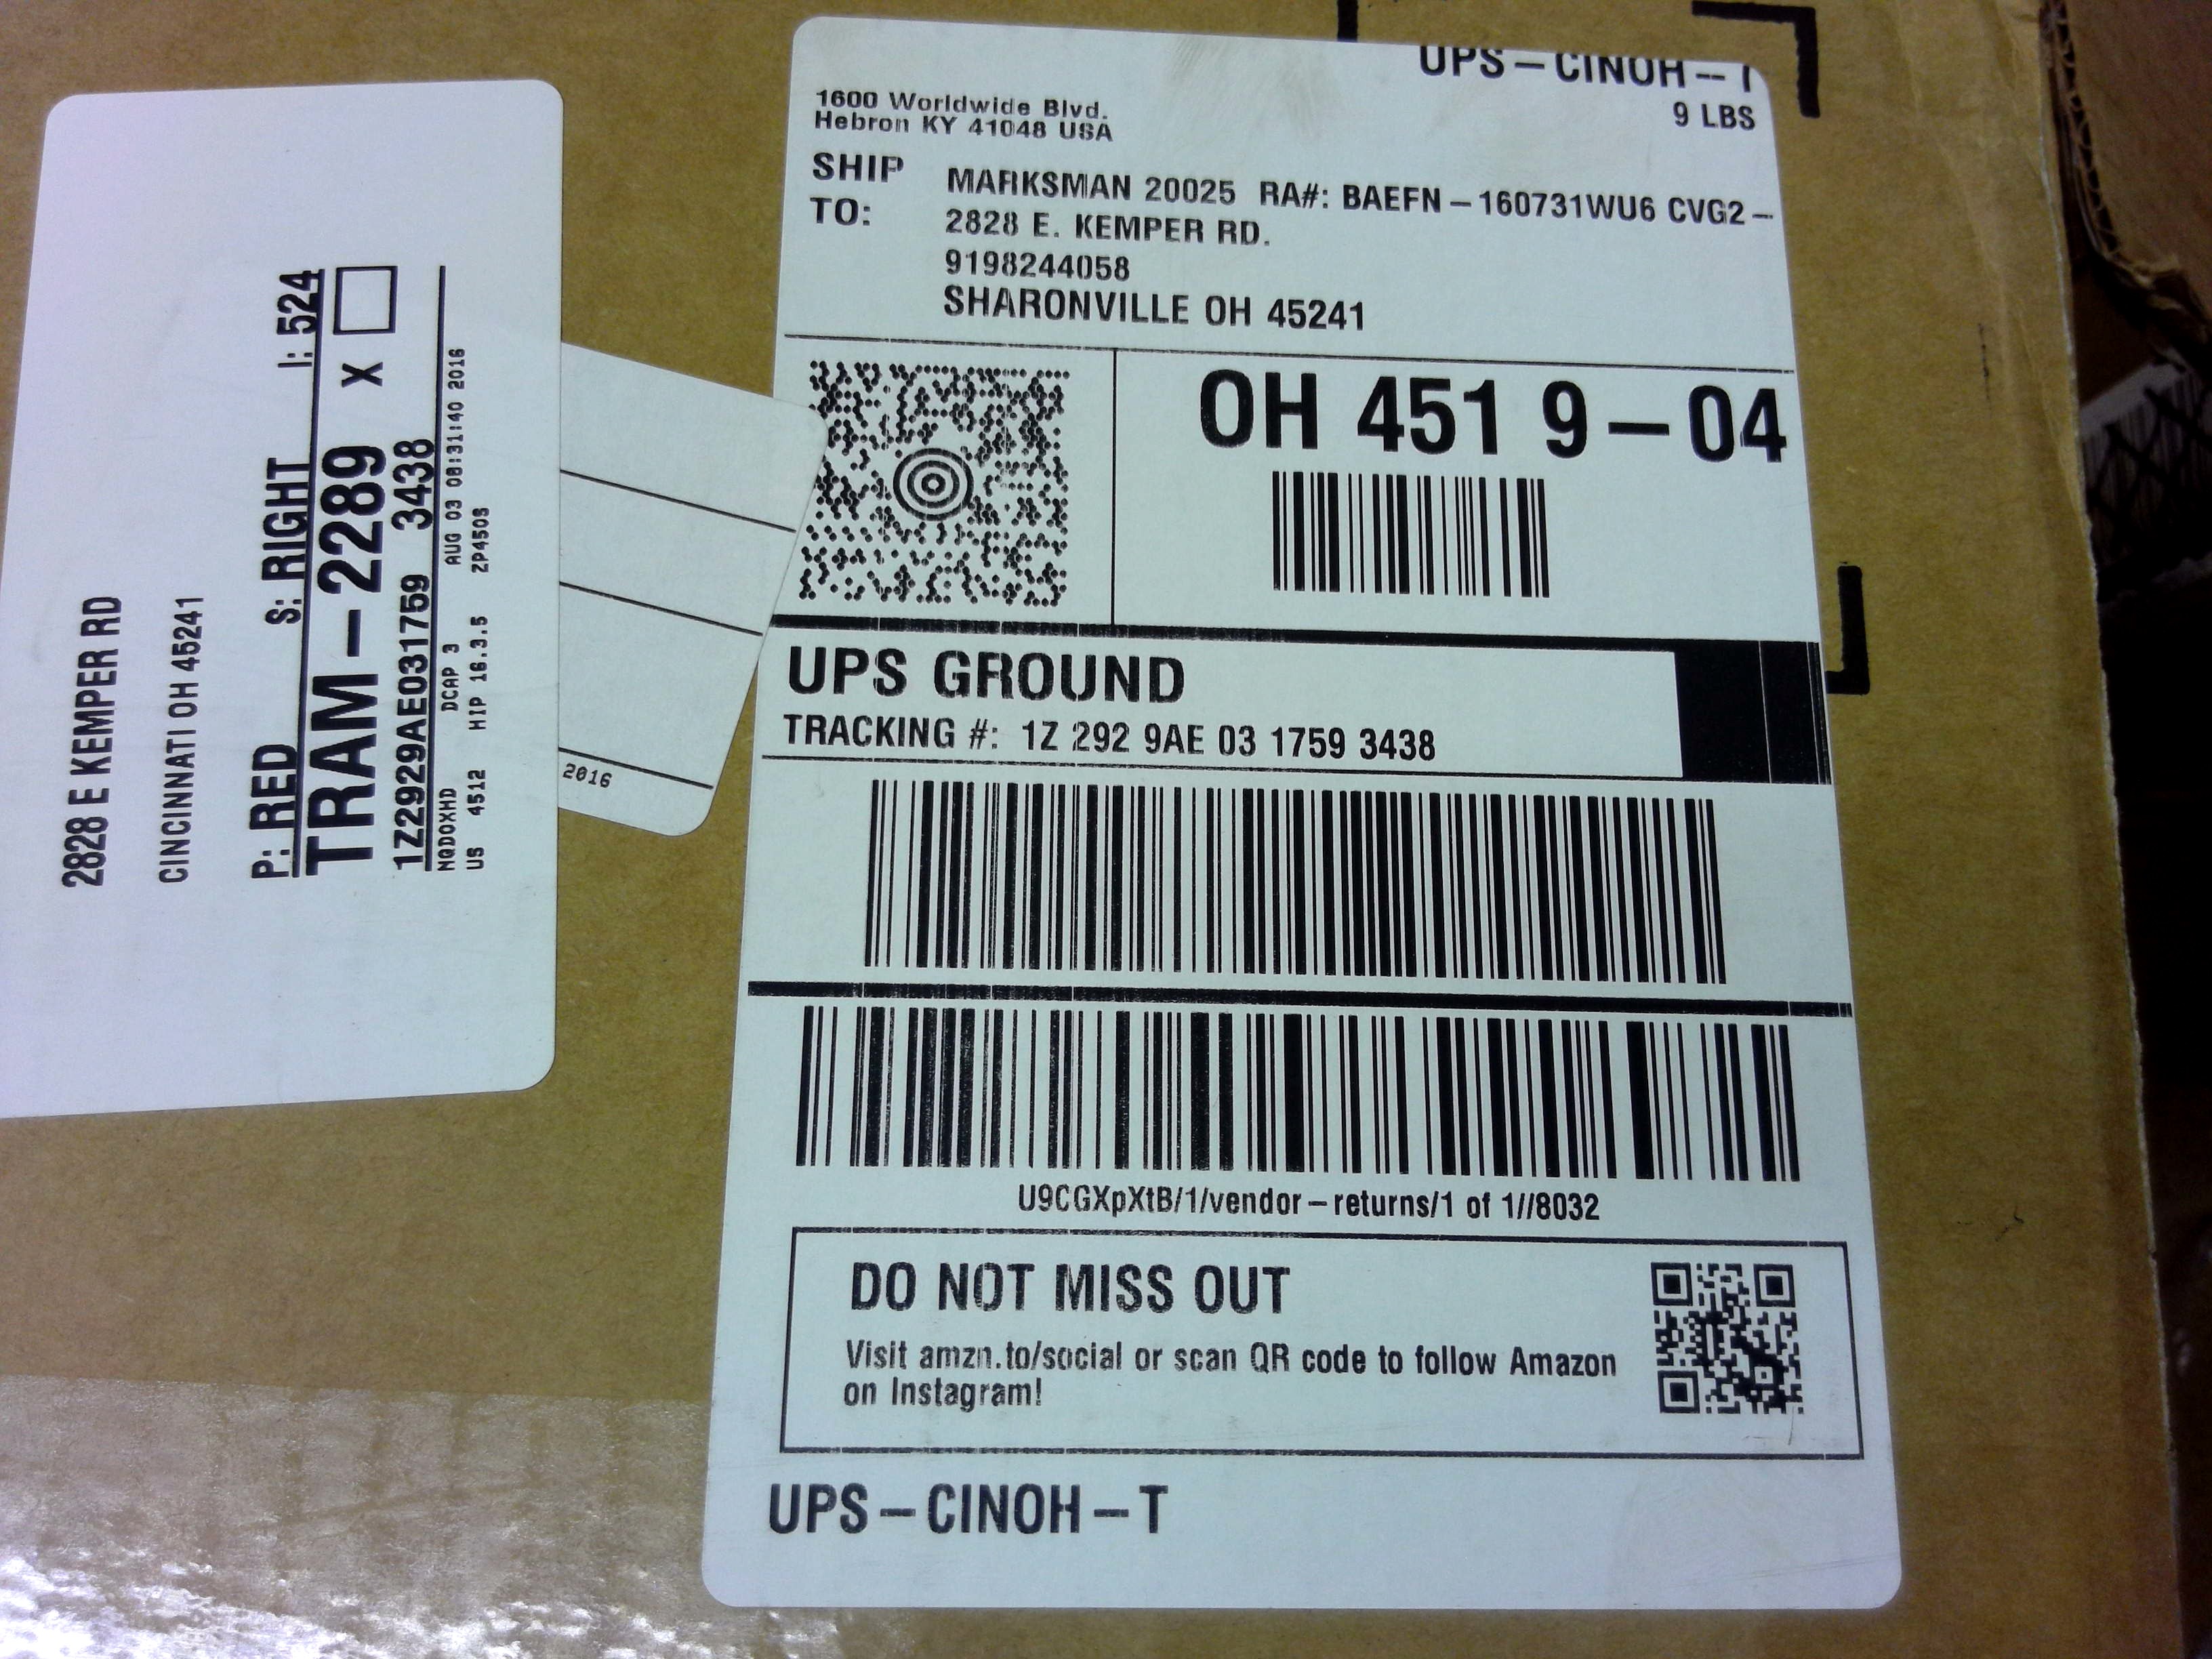 UPS-CINOH-T
9 LBS
1600 Worldwide Blvd.
Hebron KY 41048 USA
SHIP TO:
MARKSMAN 20025 RA#: BAEFN-160731WU6 CVG2-
2828 E. KEMPER RD.
9198244058
SHARONVILLE OH 45241
OH 451 9-04
UPS GROUND
TRACKING #: 1Z 292 9AE 03 1759 3438
U9CGXpXtB/1/vendor-returns/1 of 1//8032
DO NOT MISS OUT
Visit amzn.to/social or scan QR code to follow Amazon
on Instagram!
UPS-CINOH-T
2828 E KEMPER RD
CINCINNATI OH 45241
P: RED S: RIGHT I: 524
TRAM-2289 X
1Z2929AE031759 3438
NQDOXHD DCAP 3 AUG 03 08:31:40 2016
US 4512 HIP 16.3.5 ZP450S
2016